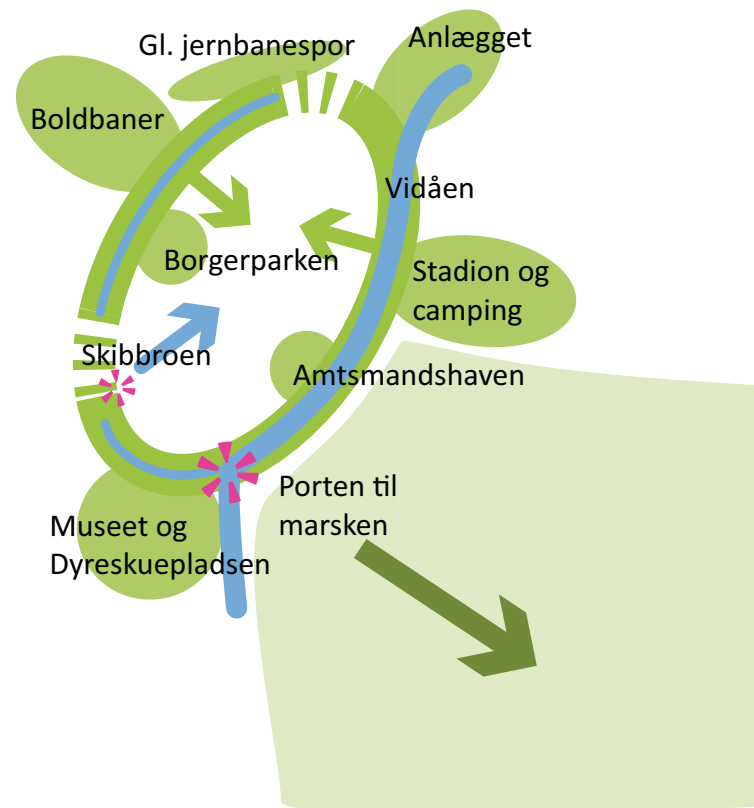 Anlægget
Gl. jernbanespor
Boldbaner
Vidåen
Borgerparken
Stadion og
camping
Skibbroen
Amtsmandshaven
Porten til
marsken
Museet og
Dyreskuepladsen